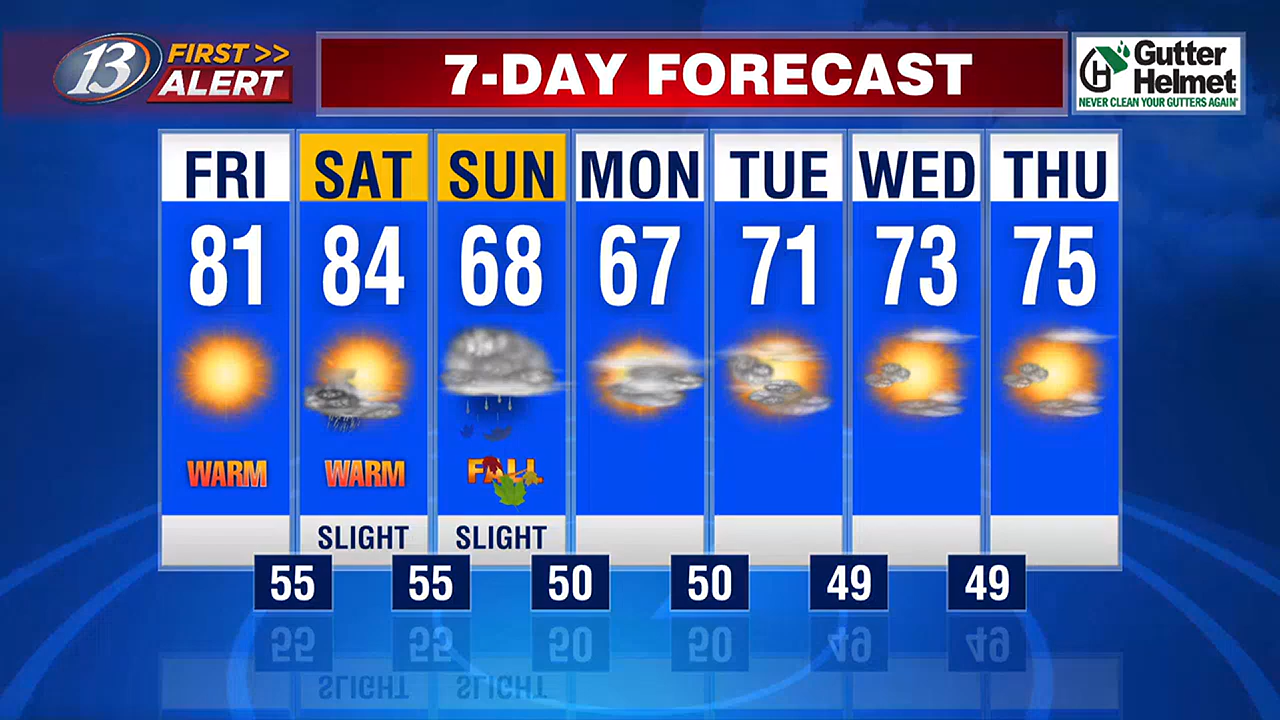 13 FIRST >>
ALERT
7-DAY FORECAST
Gutter
Helmet
NEVER CLEAN YOUR GUTTERS AGAIN®
FRI SAT SUN MON TUE WED THU
81 84 68 67 71 73 75
WARM WARM FALL
SLIGHT SLIGHT
55 55 50 50 49 49